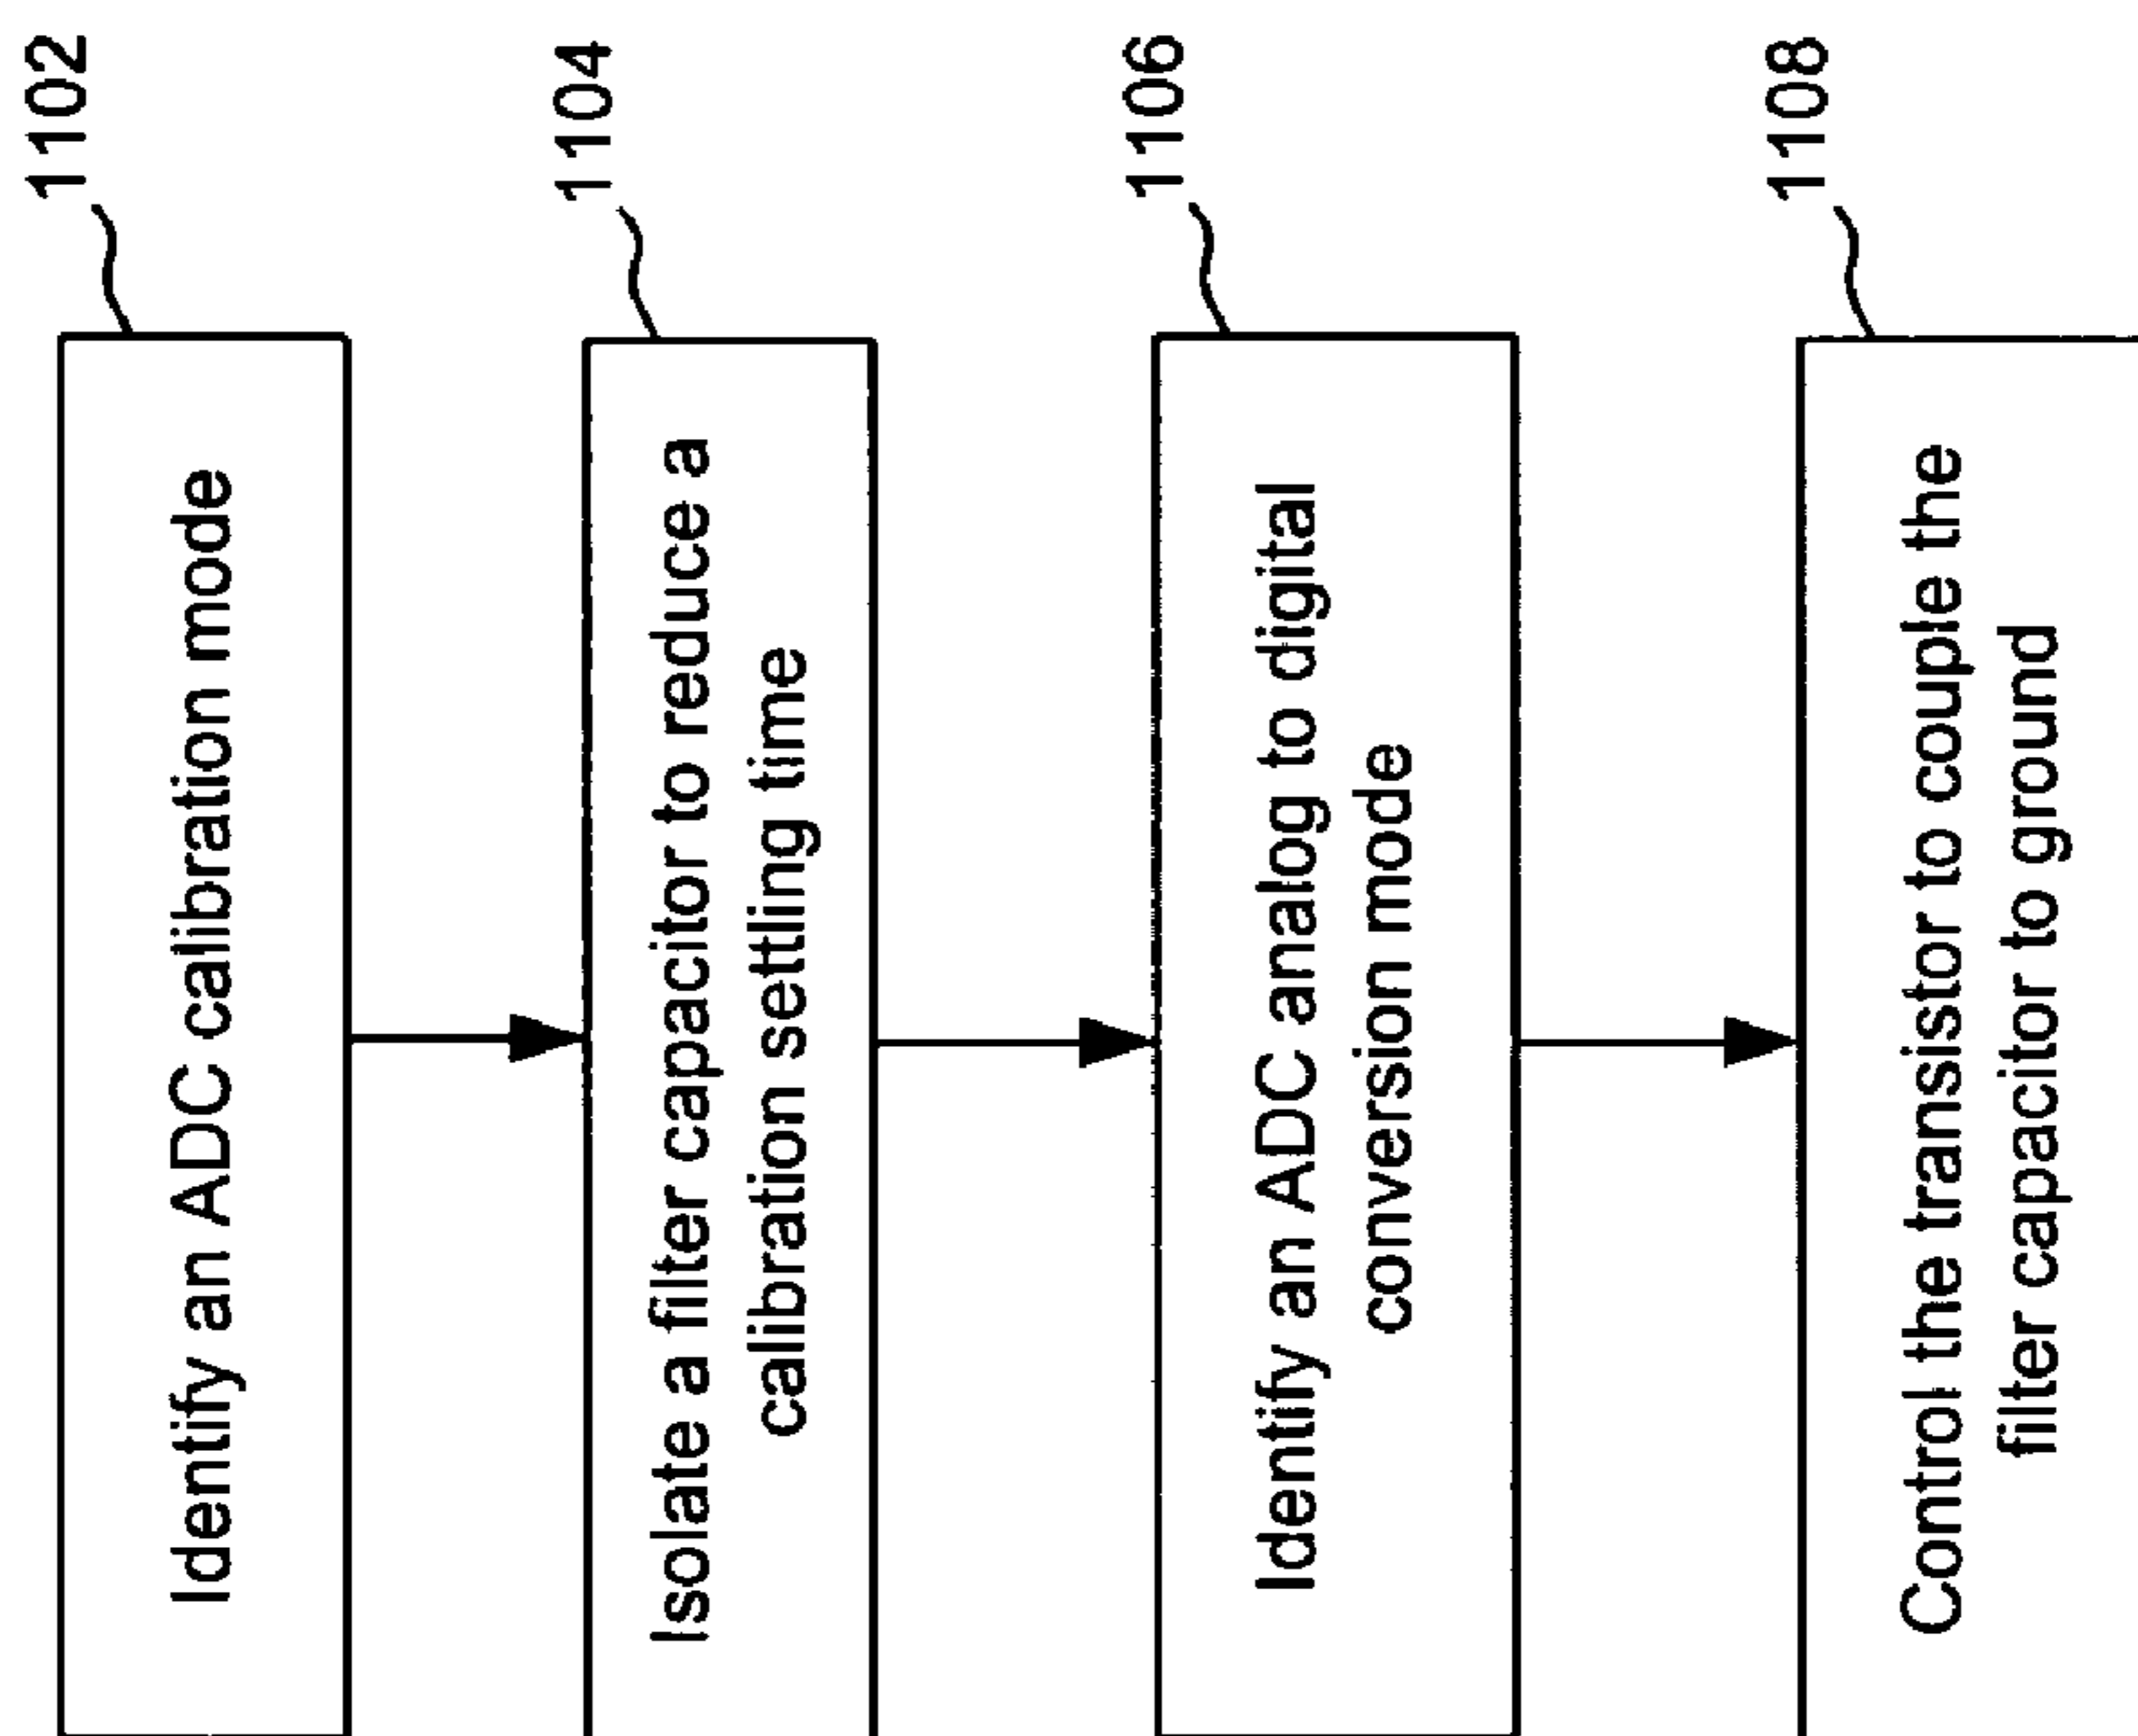 1102
Identify an ADC calibration mode
1104
Isolate a filter capacitor to reduce a
calibration settling time
1106
Identify an ADC analog to digital
conversion mode
1108
Control the transistor to couple the
filter capacitor to ground